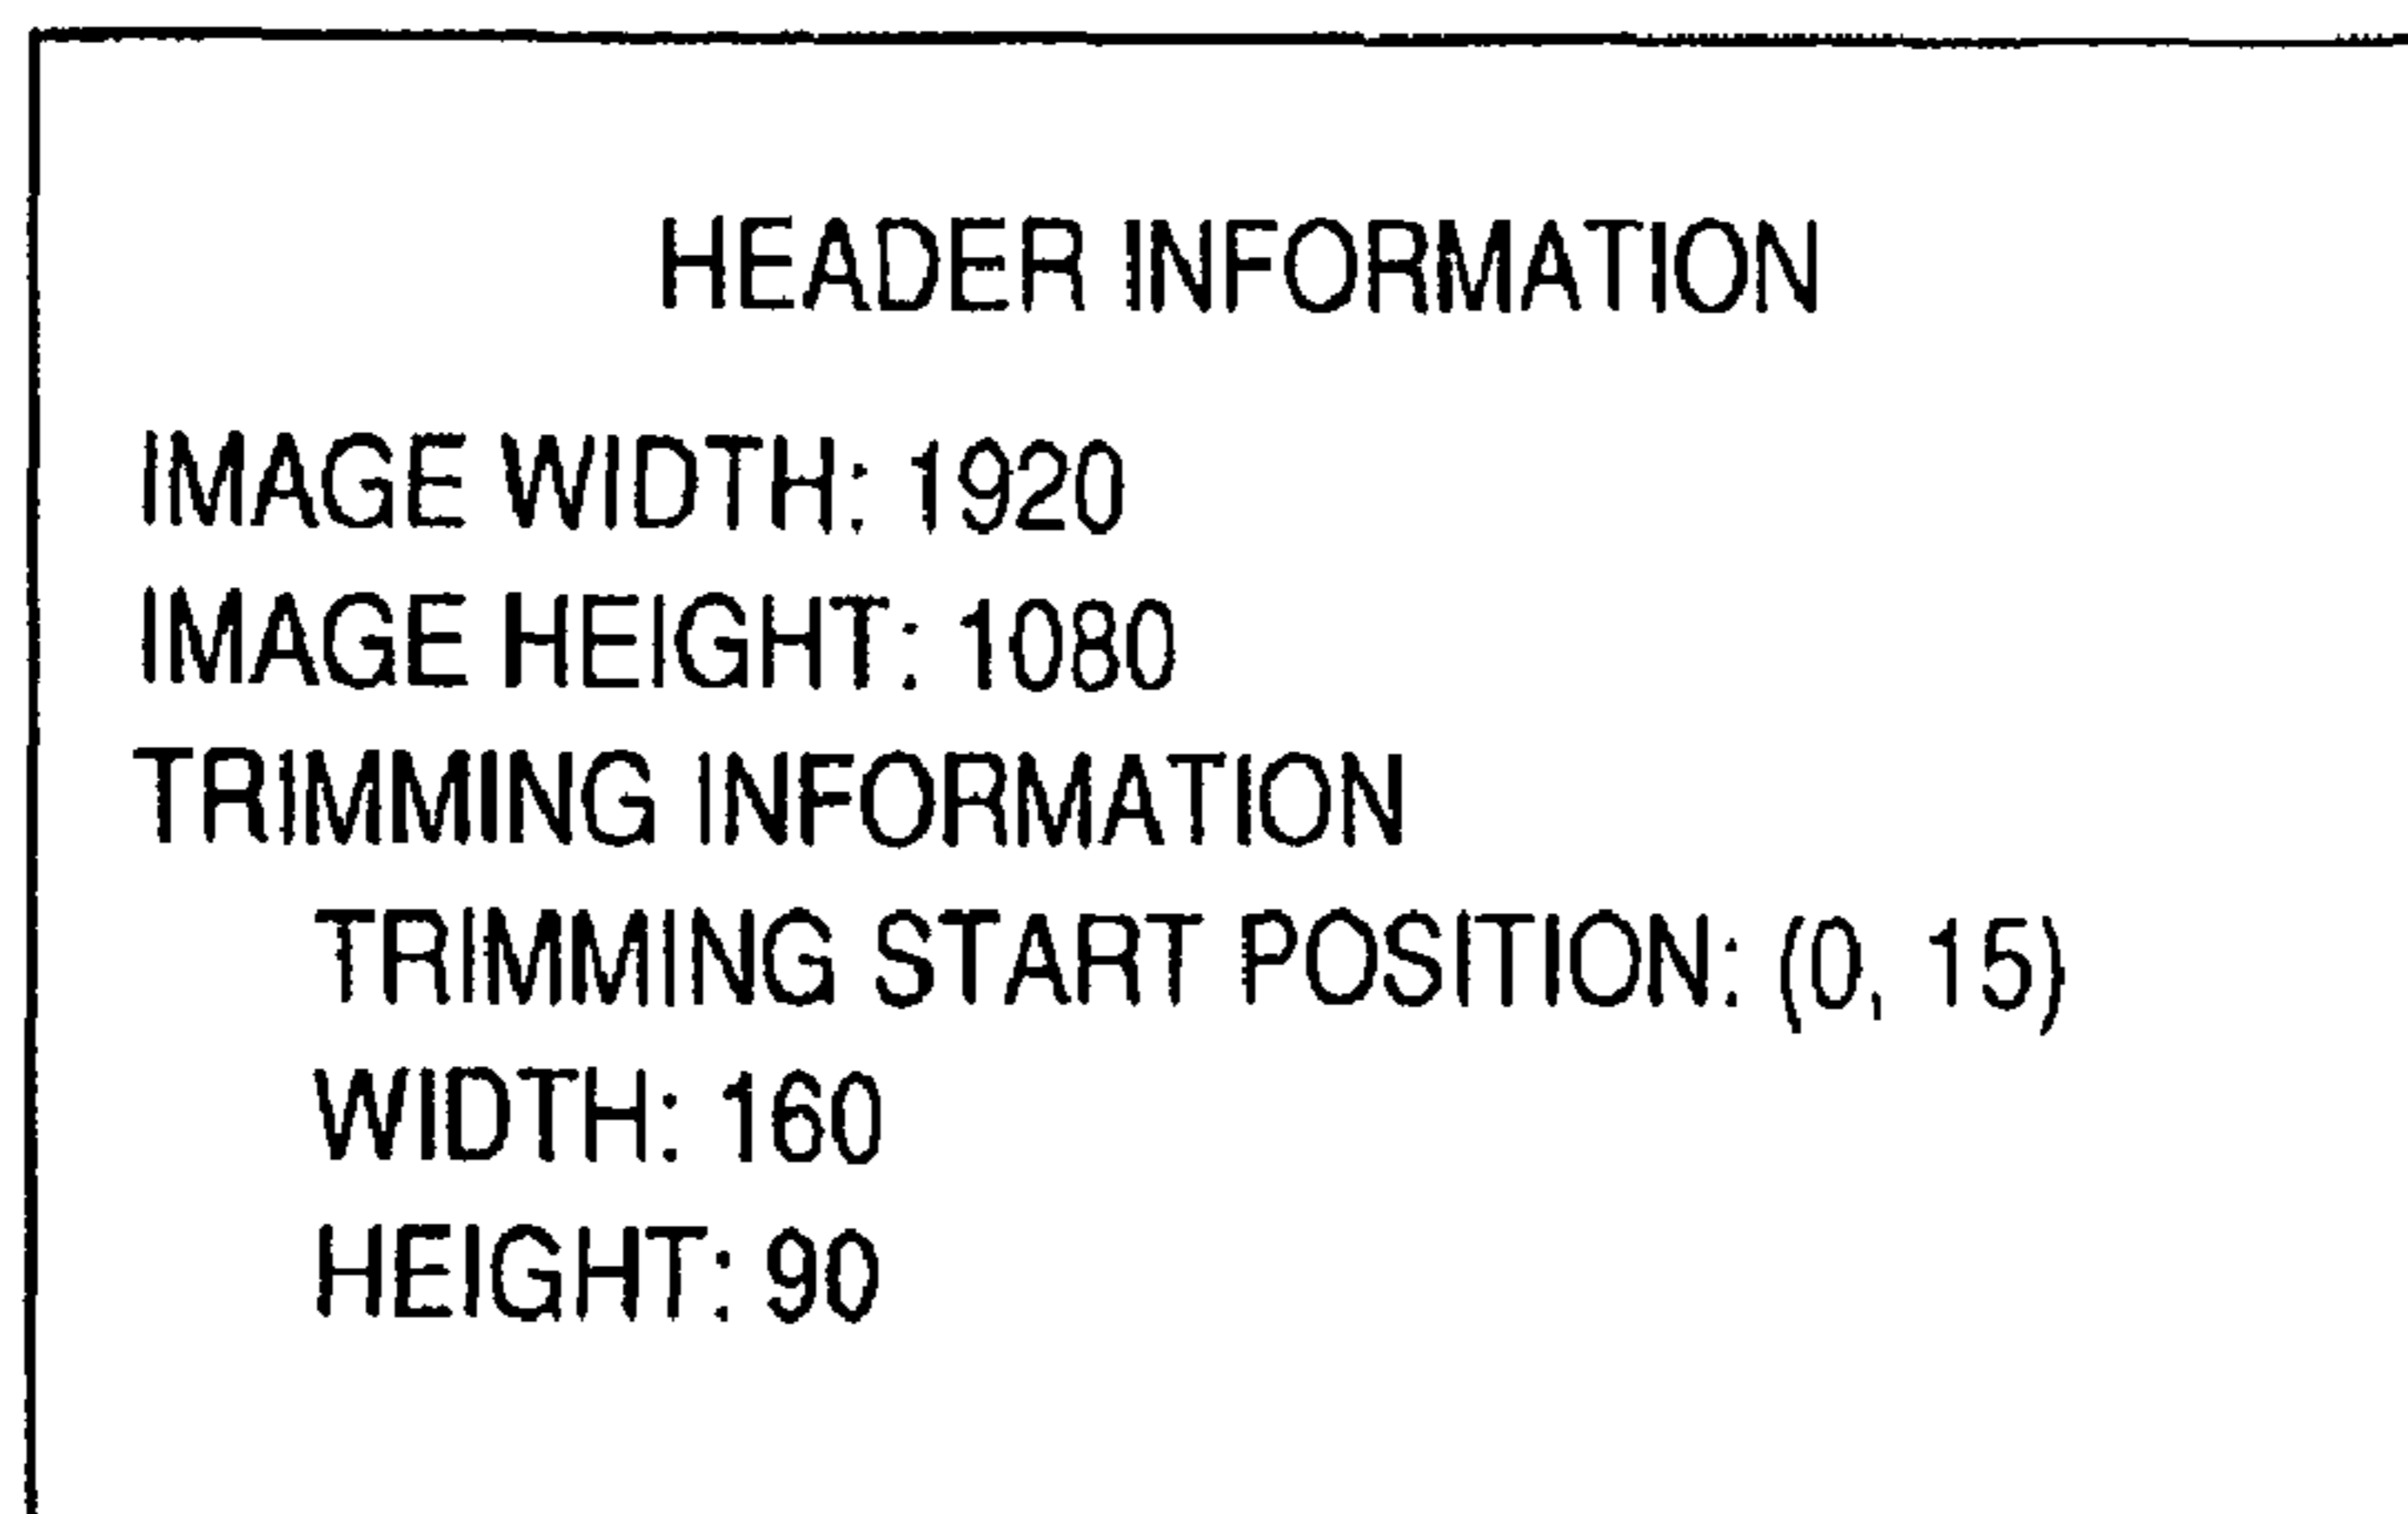 HEADER INFORMATION
IMAGE WIDTH: 1920
IMAGE HEIGHT: 1080
TRIMMING INFORMATION
TRIMMING START POSITION: (0, 15)
WIDTH: 160
HEIGHT: 90